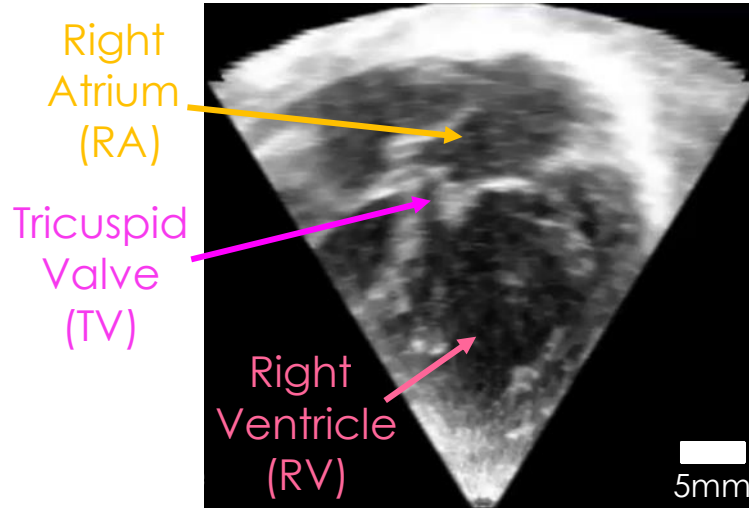 Right
Atrium
(RA)
Tricuspid
Valve
(TV)
Right
Ventricle
(RV)
5mm